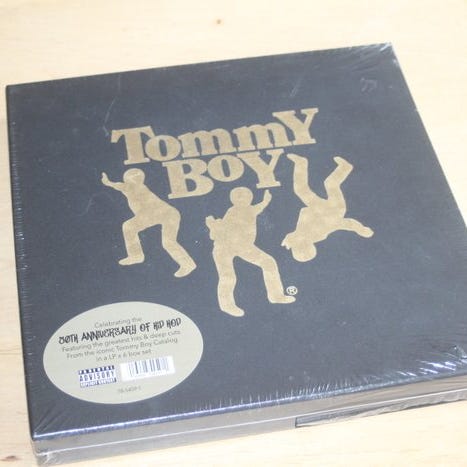 Tommy
Boy
®
Celebrating the
50TH ANNIVERSARY OF HIP HOP
Featuring the greatest hits & deep cuts
From the iconic Tommy Boy Catalog
in a LP x 6 box set
PARENTAL
ADVISORY
EXPLICIT CONTENT